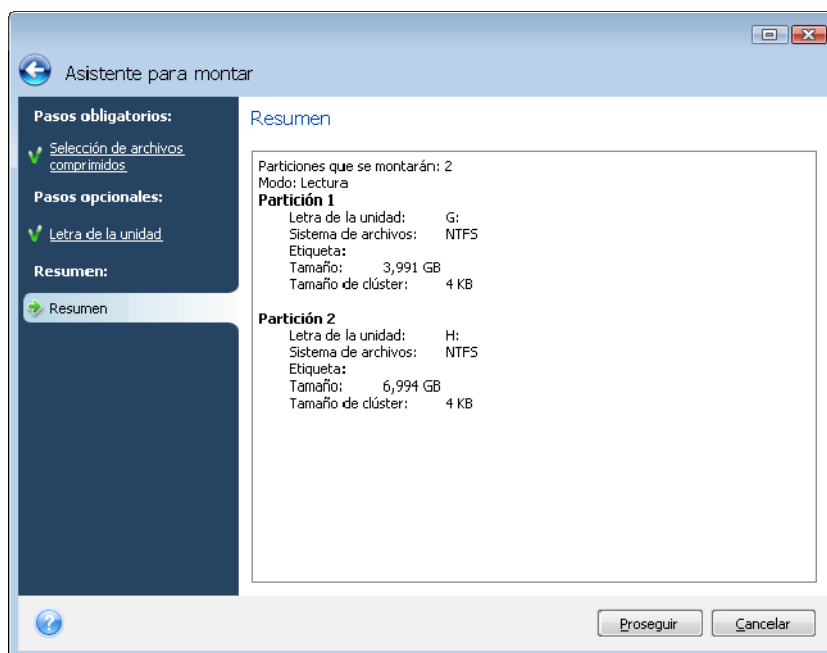 Asistente para montar
Pasos obligatorios:
Selección de archivos
comprimidos
Pasos opcionales:
Letra de la unidad
Resumen:
Resumen
Resumen
Particiones que se montarán: 2
Modo: Lectura
Partición 1
Letra de la unidad: G:
Sistema de archivos: NTFS
Etiqueta:
Tamaño: 3,991 GB
Tamaño de clúster: 4 KB
Partición 2
Letra de la unidad: H:
Sistema de archivos: NTFS
Etiqueta:
Tamaño: 6,994 GB
Tamaño de clúster: 4 KB
Proseguir Cancelar